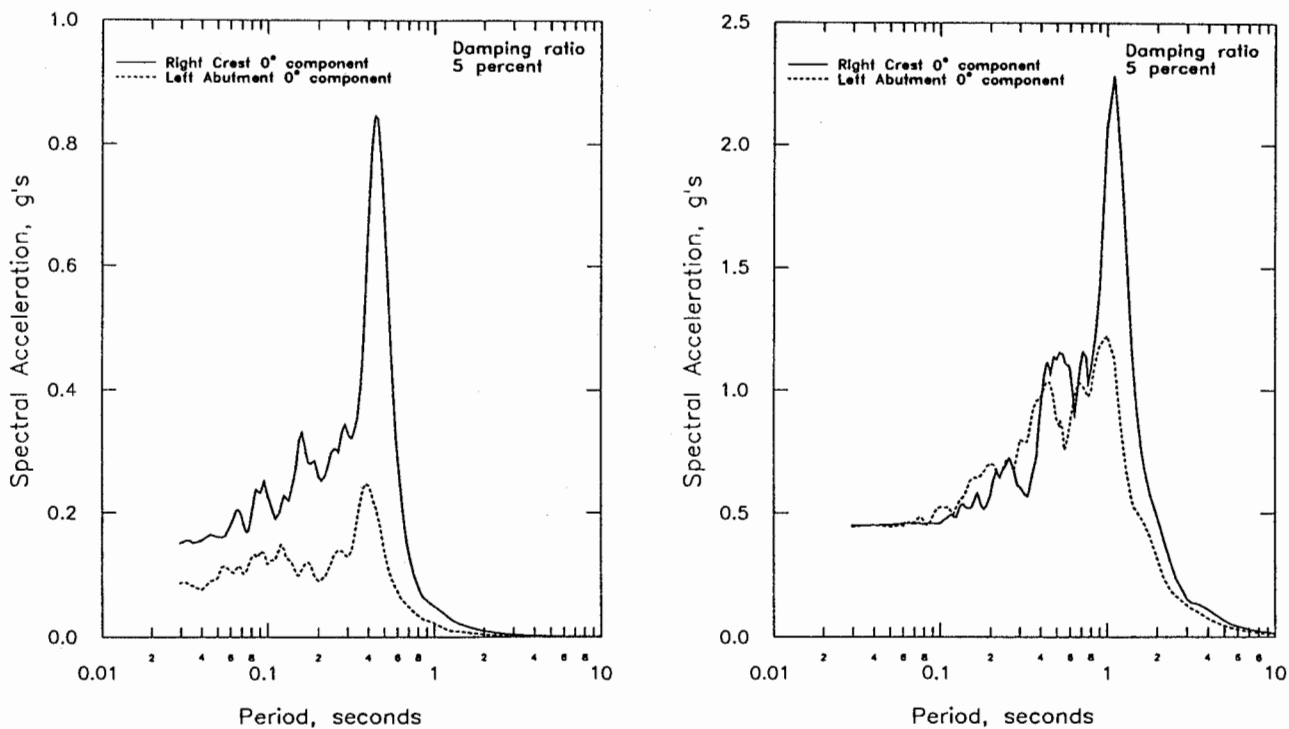 1.0
0.8
0.6
0.4
0.2
0.0
Spectral Acceleration, g's
Right Crest 0° component
Left Abutment 0° component
Damping ratio
5 percent
2 4 6 8 2 4 6 8 2 4 6 8
0.01 0.1 1 10
Period, seconds
2.5
2.0
1.5
1.0
0.5
0.0
Spectral Acceleration, g's
Right Crest 0° component
Left Abutment 0° component
Damping ratio
5 percent
2 4 6 8 2 4 6 8 2 4 6 8
0.01 0.1 1 10
Period, seconds